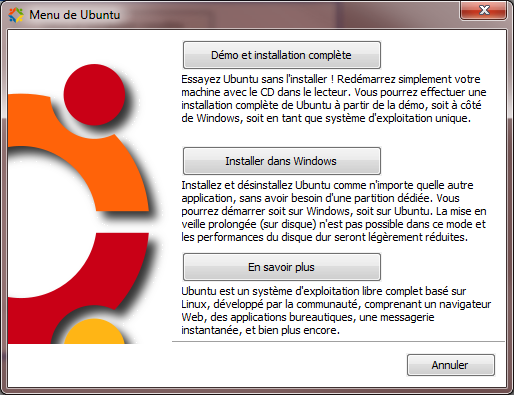 Menu de Ubuntu
Démo et installation complète
Essayez Ubuntu sans l'installer ! Redémarrez simplement votre
machine avec le CD dans le lecteur. Vous pourrez effectuer une
installation complète de Ubuntu à partir de la démo, soit à côté
de Windows, soit en tant que système d'exploitation unique.
Installer dans Windows
Installez et désinstallez Ubuntu comme n'importe quelle autre
application, sans avoir besoin d'une partition dédiée. Vous
pourrez démarrer soit sur Windows, soit sur Ubuntu. La mise en
veille prolongée (sur disque) n'est pas possible dans ce mode et
les performances du disque dur seront légèrement réduites.
En savoir plus
Ubuntu est un système d'exploitation libre complet basé sur
Linux, développé par la communauté, comprenant un navigateur
Web, des applications bureautiques, une messagerie
instantanée, et bien plus encore.
Annuler